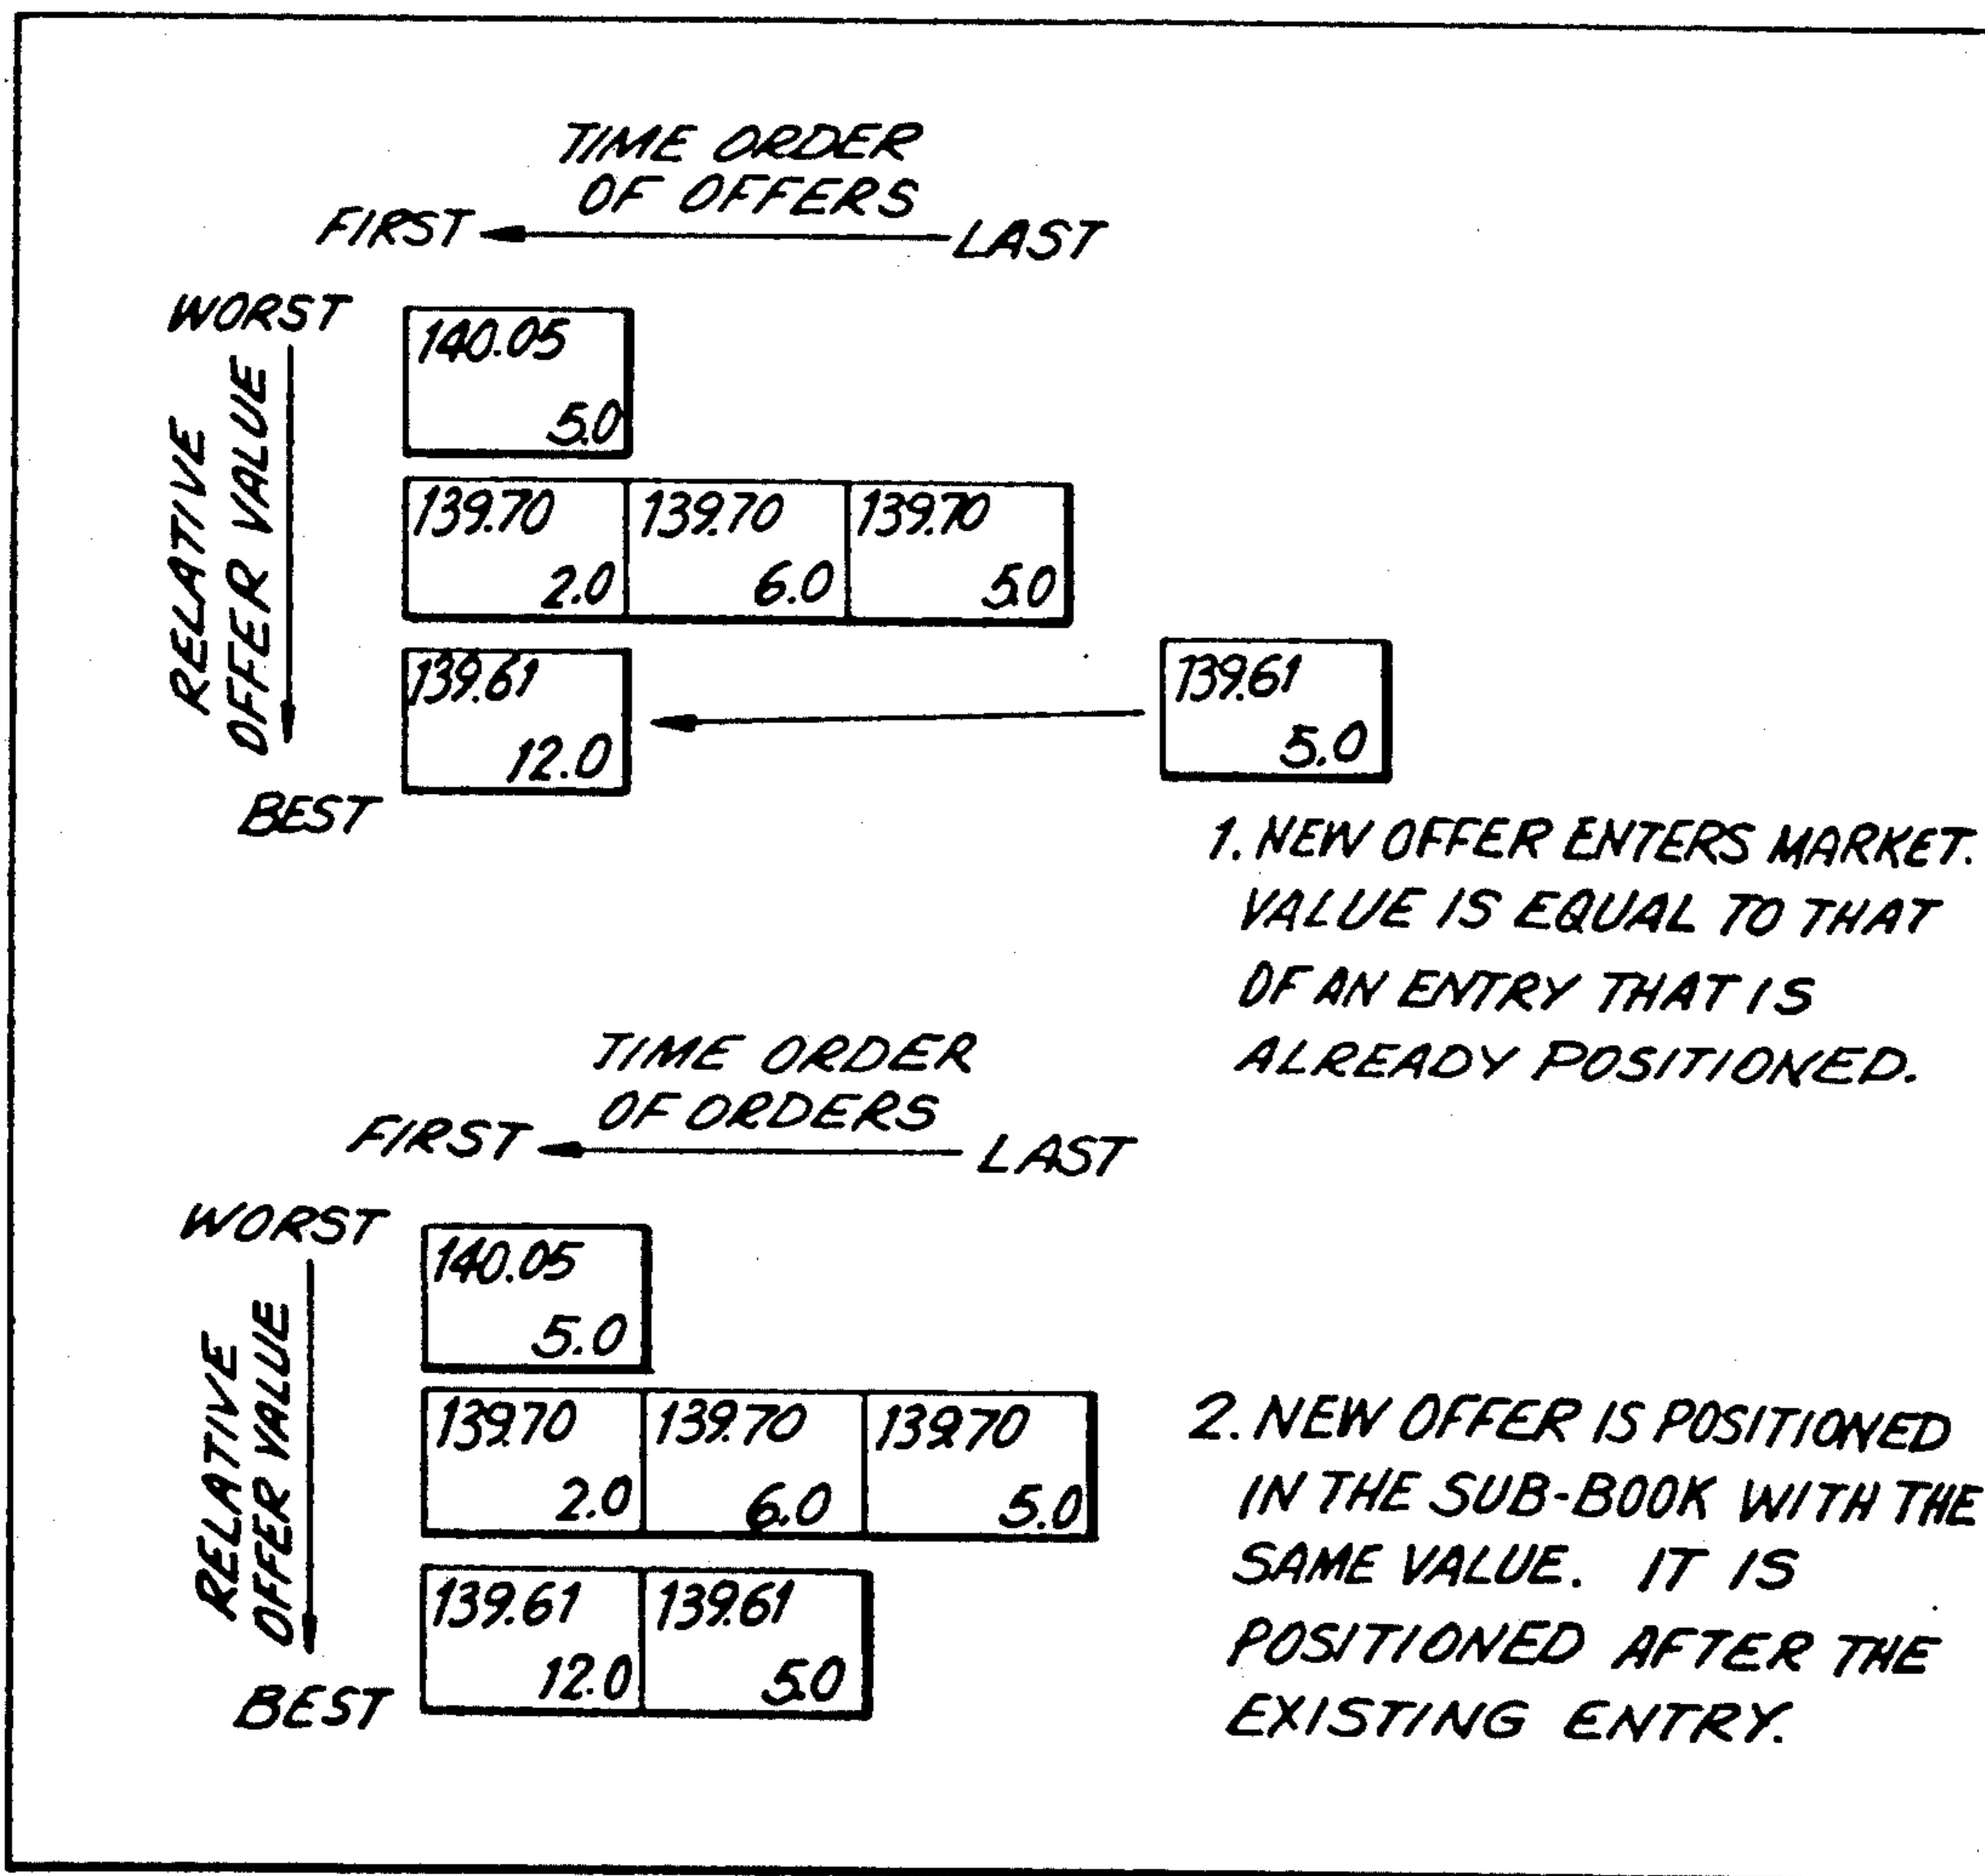 TIME ORDER
OF OFFERS
FIRST LAST
WORST
RELATIVE
OFFER VALUE
140.05
5.0
139.70 139.70 139.70
2.0 6.0 5.0
139.61 139.61
12.0 5.0
BEST
1. NEW OFFER ENTERS MARKET.
VALUE IS EQUAL TO THAT
OF AN ENTRY THAT IS
ALREADY POSITIONED.
TIME ORDER
OF ORDERS
FIRST LAST
WORST
RELATIVE
OFFER VALUE
140.05
5.0
139.70 139.70 139.70
2.0 6.0 5.0
139.61 139.61
12.0 5.0
BEST
2. NEW OFFER IS POSITIONED
IN THE SUB-BOOK WITH THE
SAME VALUE. IT IS
POSITIONED AFTER THE
EXISTING ENTRY.